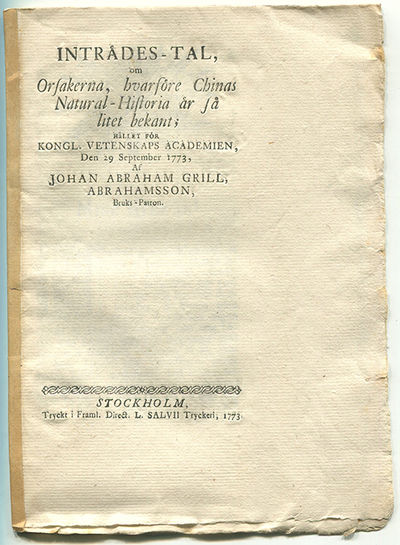 INTRÅDES-TAL,
om
Orſakerna, hvarföre Chinas
Natural-Hiſtoria är ſå
litet bekant;
HÅLLET FÖR
KONGL. VETENSKAPS ACADEMIEN,
Den 29 September 1773,
Af
JOHAN ABRAHAM GRILL,
ABRAHAMSSON,
Bruks-Patron.
STOCKHOLM,
Tryckt i Framl. Direct. L. SALVII Tryckeri, 1773.